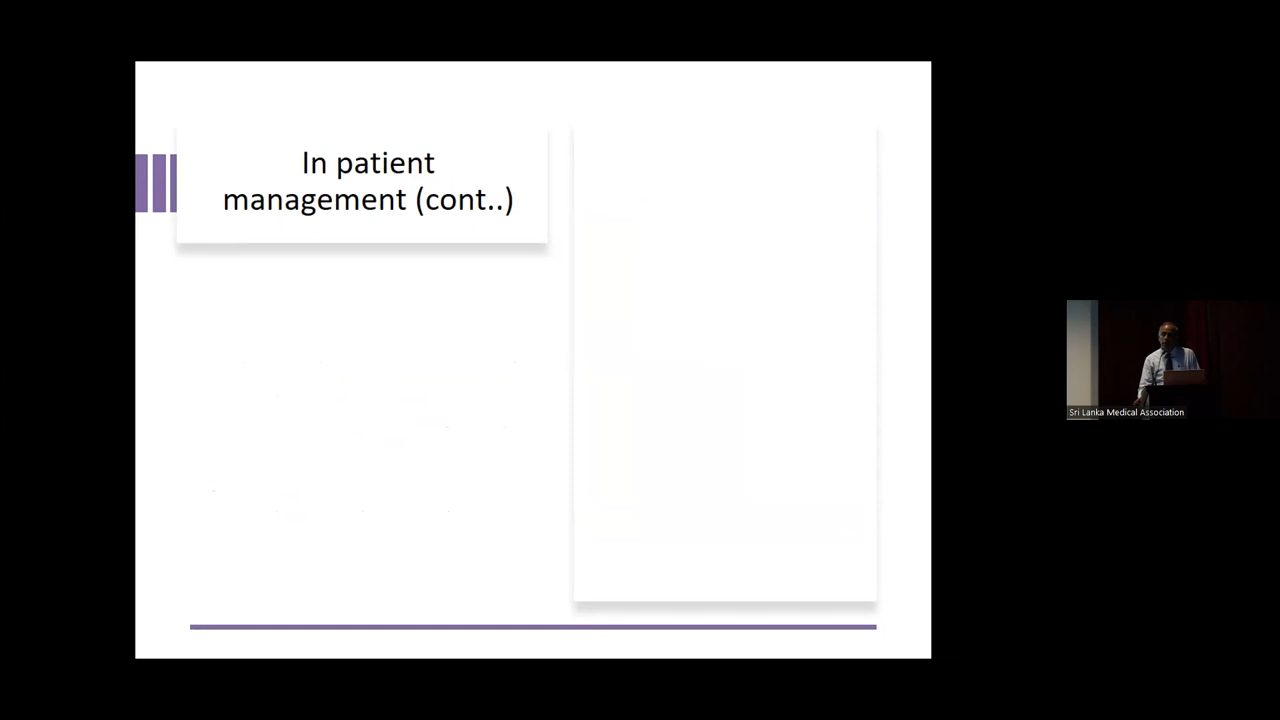 In patient
management (cont..)
Sri Lanka Medical Association